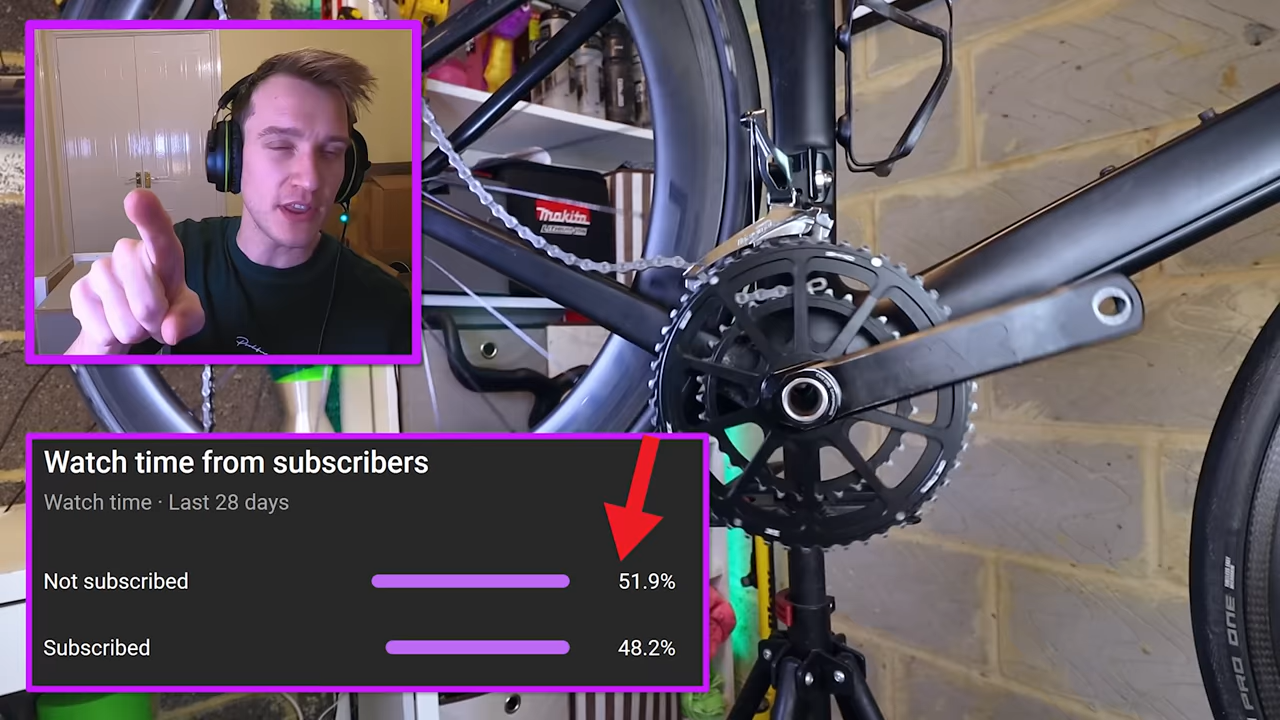 makita
Watch time from subscribers
Watch time · Last 28 days
Not subscribed
51.9%
Subscribed
48.2%
PRO ONE